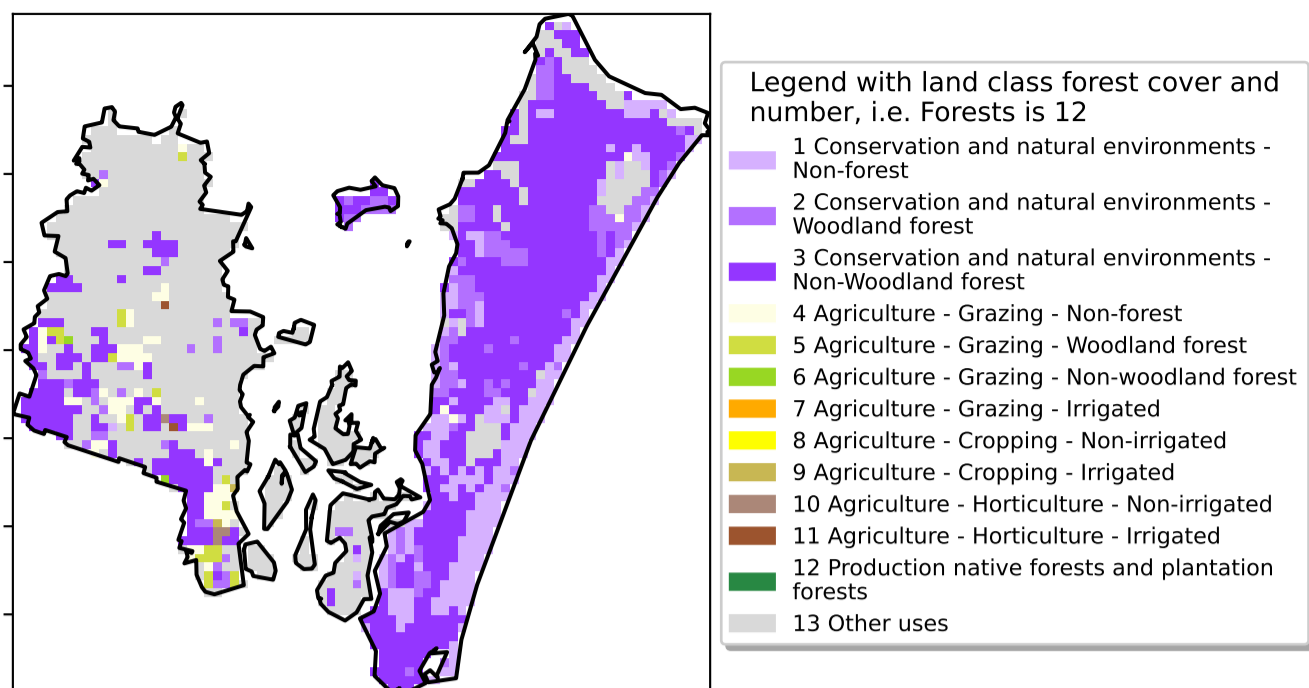 Legend with land class forest cover and
number, i.e. Forests is 12
1 Conservation and natural environments -
Non-forest
2 Conservation and natural environments -
Woodland forest
3 Conservation and natural environments -
Non-Woodland forest
4 Agriculture - Grazing - Non-forest
5 Agriculture - Grazing - Woodland forest
6 Agriculture - Grazing - Non-woodland forest
7 Agriculture - Grazing - Irrigated
8 Agriculture - Cropping - Non-irrigated
9 Agriculture - Cropping - Irrigated
10 Agriculture - Horticulture - Non-irrigated
11 Agriculture - Horticulture - Irrigated
12 Production native forests and plantation
forests
13 Other uses